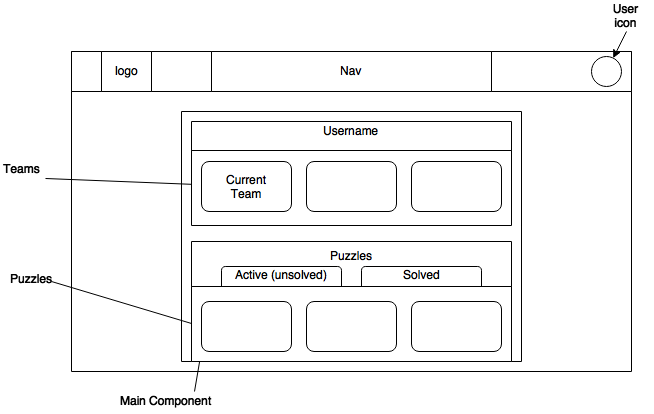 User
icon
logo
Nav
Username
Teams
Current
Team
Puzzles
Active (unsolved)
Solved
Puzzles
Main Component